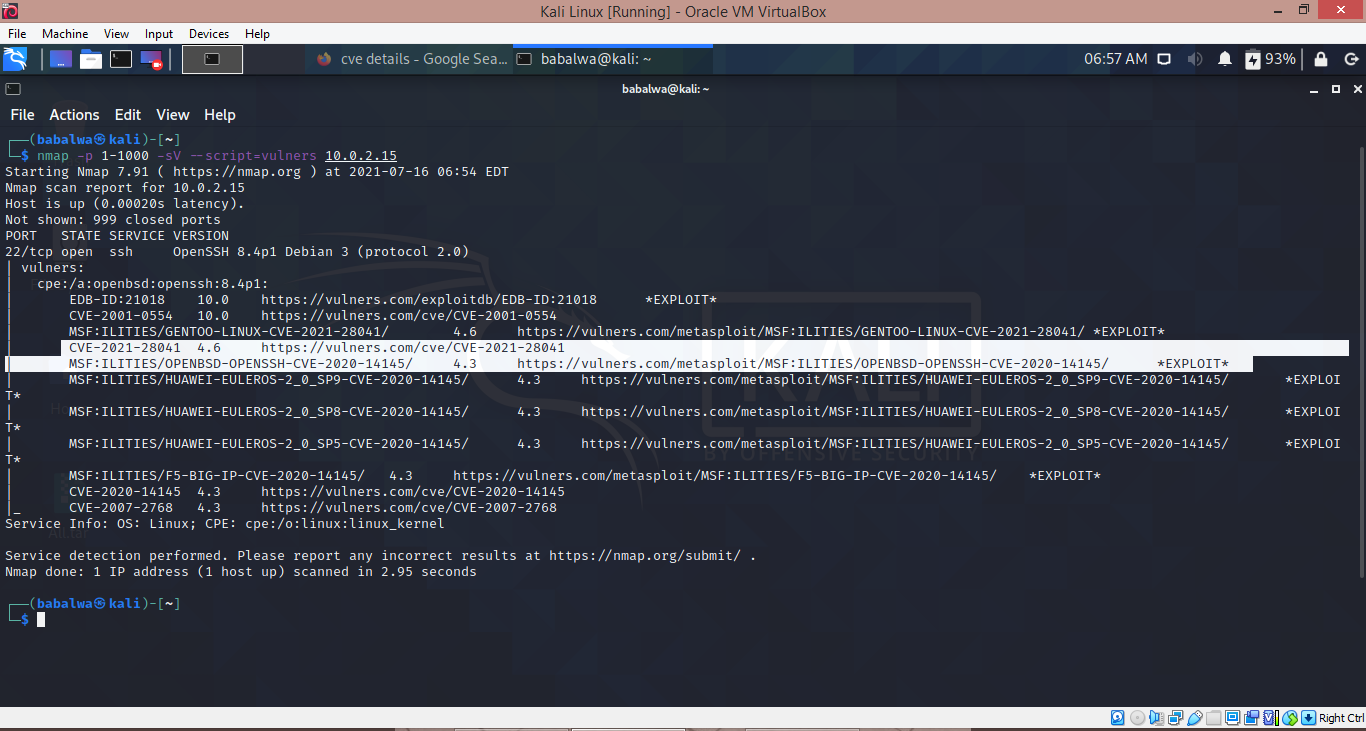 Kali Linux [Running] - Oracle VM VirtualBox
File Machine View Input Devices Help
cve details - Google Sea... babalwa@kali: ~ 06:57 AM 93%
babalwa@kali: ~
File Actions Edit View Help
┌──(babalwa㉿kali)-[~]
└─$ nmap -p 1-1000 -sV --script=vulners 10.0.2.15
Starting Nmap 7.91 ( https://nmap.org ) at 2021-07-16 06:54 EDT
Nmap scan report for 10.0.2.15
Host is up (0.00020s latency).
Not shown: 999 closed ports
PORT   STATE SERVICE VERSION
22/tcp open  ssh     OpenSSH 8.4p1 Debian 3 (protocol 2.0)
| vulners:
|   cpe:/a:openbsd:openssh:8.4p1:
|       EDB-ID:21018    10.0    https://vulners.com/exploitdb/EDB-ID:21018      *EXPLOIT*
|       CVE-2001-0554   10.0    https://vulners.com/cve/CVE-2001-0554
|       MSF:ILITIES/GENTOO-LINUX-CVE-2021-28041/        4.6     https://vulners.com/metasploit/MSF:ILITIES/GENTOO-LINUX-CVE-2021-28041/ *EXPLOIT*
|       CVE-2021-28041  4.6     https://vulners.com/cve/CVE-2021-28041
|       MSF:ILITIES/OPENBSD-OPENSSH-CVE-2020-14145/     4.3     https://vulners.com/metasploit/MSF:ILITIES/OPENBSD-OPENSSH-CVE-2020-14145/      *EXPLOIT*
|       MSF:ILITIES/HUAWEI-EULEROS-2_0_SP9-CVE-2020-14145/      4.3     https://vulners.com/metasploit/MSF:ILITIES/HUAWEI-EULEROS-2_0_SP9-CVE-2020-14145/       *EXPLOI
T*
|       MSF:ILITIES/HUAWEI-EULEROS-2_0_SP8-CVE-2020-14145/      4.3     https://vulners.com/metasploit/MSF:ILITIES/HUAWEI-EULEROS-2_0_SP8-CVE-2020-14145/       *EXPLOI
T*
|       MSF:ILITIES/HUAWEI-EULEROS-2_0_SP5-CVE-2020-14145/      4.3     https://vulners.com/metasploit/MSF:ILITIES/HUAWEI-EULEROS-2_0_SP5-CVE-2020-14145/       *EXPLOI
T*
|       MSF:ILITIES/F5-BIG-IP-CVE-2020-14145/   4.3     https://vulners.com/metasploit/MSF:ILITIES/F5-BIG-IP-CVE-2020-14145/    *EXPLOIT*
|       CVE-2020-14145  4.3     https://vulners.com/cve/CVE-2020-14145
|_      CVE-2007-2768   4.3     https://vulners.com/cve/CVE-2007-2768
Service Info: OS: Linux; CPE: cpe:/o:linux:linux_kernel
Service detection performed. Please report any incorrect results at https://nmap.org/submit/ .
Nmap done: 1 IP address (1 host up) scanned in 2.95 seconds
┌──(babalwa㉿kali)-[~]
└─$
KALI
BY OFFENSIVE SECURITY
Right Ctrl